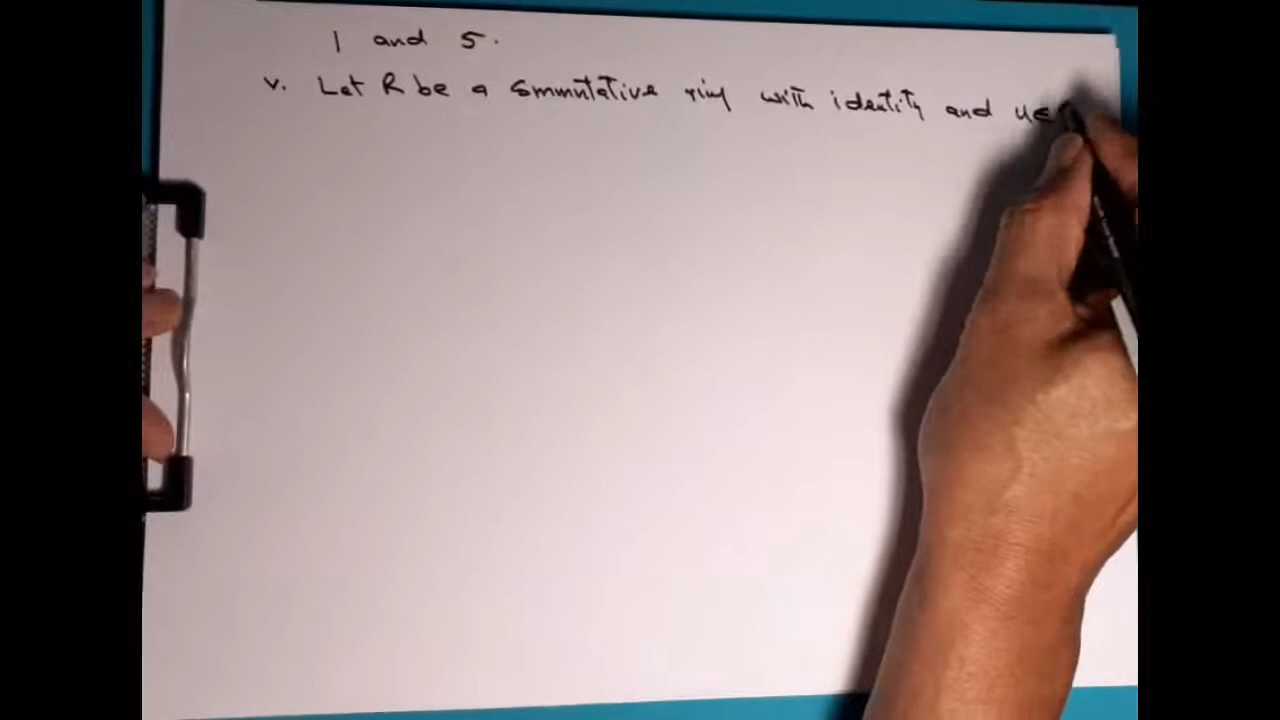 1 and 5.
v. Let R be a commutative ring with identity and u ∈